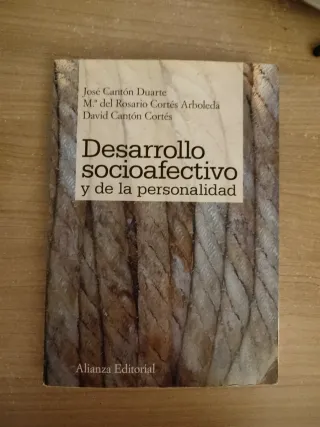 José Cantón Duarte
M.ª del Rosario Cortés Arboleda
David Cantón Cortés
Desarrollo
socioafectivo
y de la personalidad
Alianza Editorial